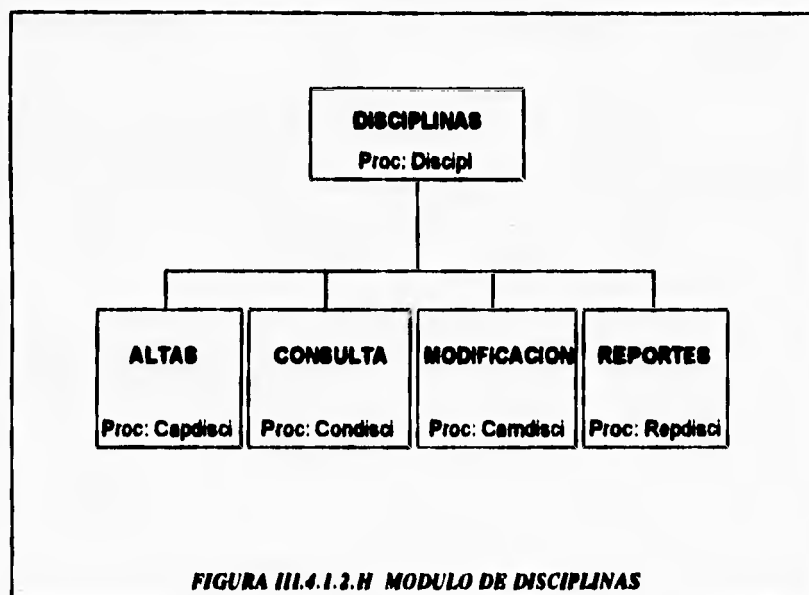 DISCIPLINAS
Proc: Discipl
ALTAS
Proc: Capdisci
CONSULTA
Proc: Condisci
MODIFICACION
Proc: Camdisci
REPORTES
Proc: Repdisci
FIGURA III.4.1.2.H MODULO DE DISCIPLINAS